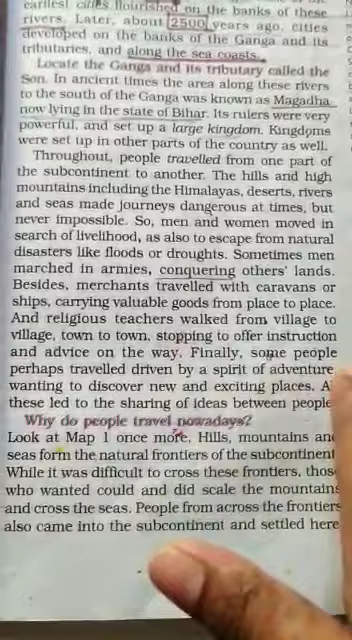 earliest cities flourished on the banks of these
rivers. Later, about 2500 years ago, cities
developed on the banks of the Ganga and its
tributaries, and along the sea coasts.
Locate the Ganga and its tributary called the
Son. In ancient times the area along these rivers
to the south of the Ganga was known as Magadha
now lying in the state of Bihar. Its rulers were very
powerful, and set up a large kingdom. Kingdoms
were set up in other parts of the country as well.
Throughout, people travelled from one part of
the subcontinent to another. The hills and high
mountains including the Himalayas, deserts, rivers
and seas made journeys dangerous at times, but
never impossible. So, men and women moved in
search of livelihood, as also to escape from natural
disasters like floods or droughts. Sometimes men
marched in armies, conquering others' lands.
Besides, merchants travelled with caravans or
ships, carrying valuable goods from place to place.
And religious teachers walked from village to
village, town to town, stopping to offer instruction
and advice on the way. Finally, some people
perhaps travelled driven by a spirit of adventure,
wanting to discover new and exciting places. Al
these led to the sharing of ideas between people
Why do people travel nowadays?
Look at Map 1 once more. Hills, mountains and
seas form the natural frontiers of the subcontinent
While it was difficult to cross these frontiers, thos
who wanted could and did scale the mountains
and cross the seas. People from across the frontiers
also came into the subcontinent and settled here